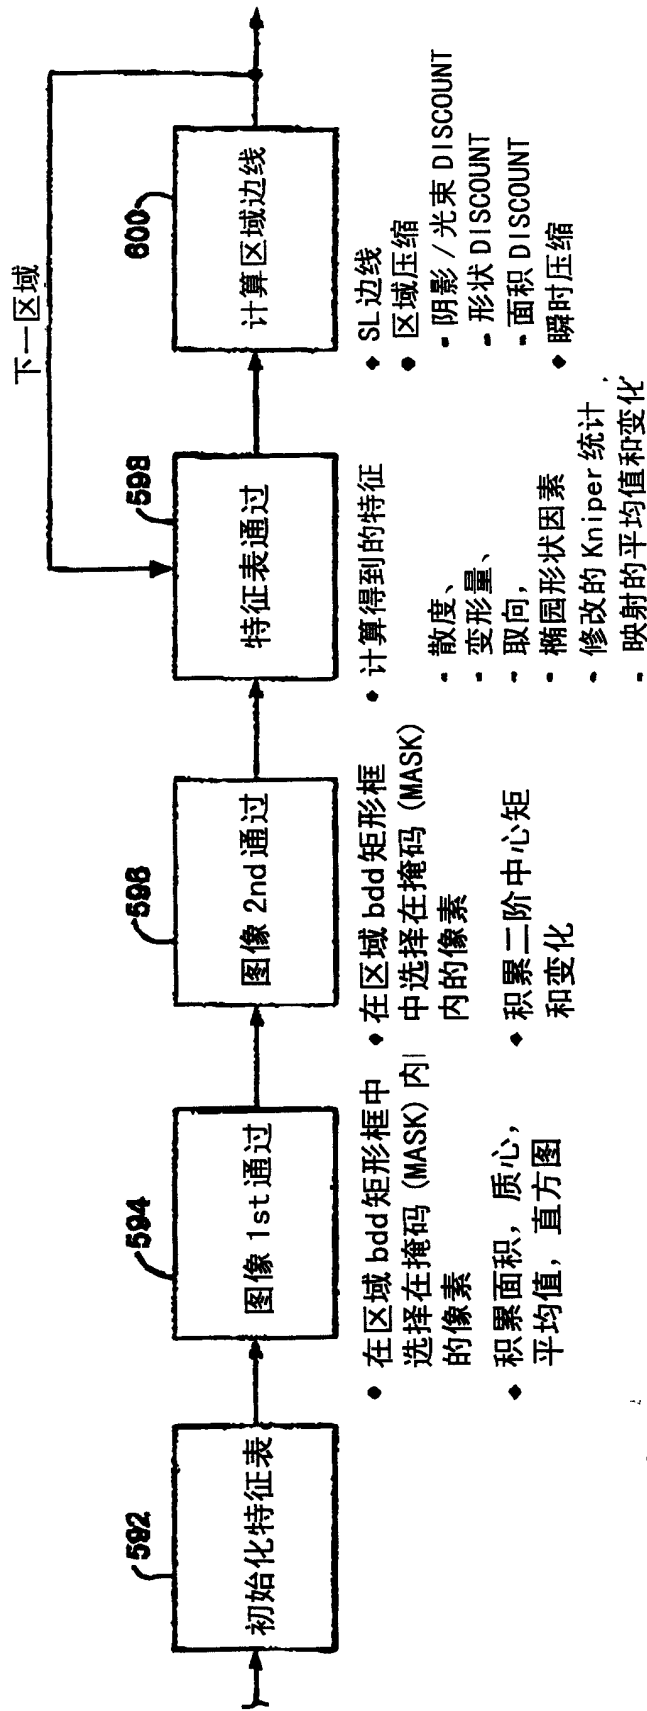 下一区域
592
初始化特征表
594
图像 1st 通过
• 在区域 bdd 矩形框中
选择在掩码 (MASK) 内
的像素
• 积累面积，质心，
平均值，直方图
596
图像 2nd 通过
• 在区域 bdd 矩形框
中选择在掩码 (MASK)
内的像素
• 积累二阶中心矩
和变化
598
特征表通过
• 计算得到的特征
- 散度、
- 变形量、
- 取向，
- 椭园形状因素
- 修改的 Kniper 统计，
- 映射的平均值和变化
600
计算区域边线
• SL 边线
• 区域压缩
- 阴影 / 光束 DISCOUNT
- 形状 DISCOUNT
- 面积 DISCOUNT
• 瞬时压缩